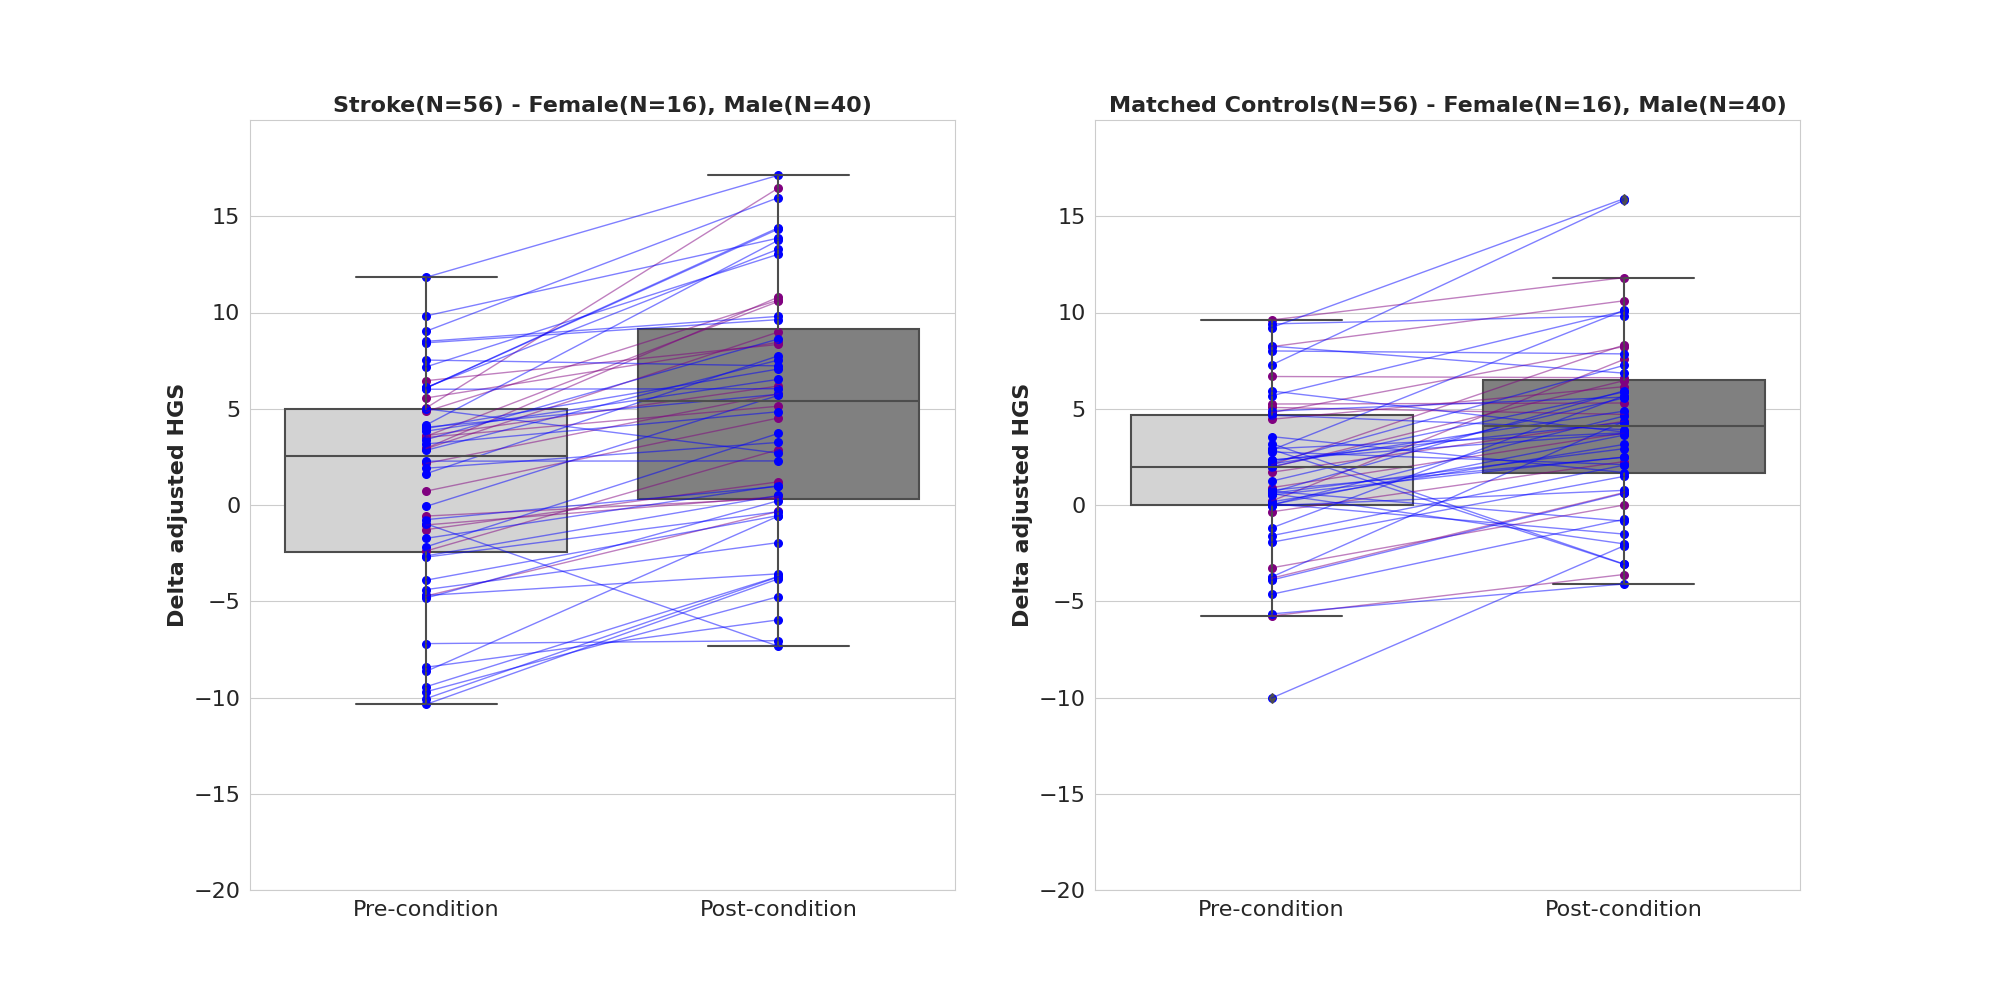 Stroke(N=56) - Female(N=16), Male(N=40)
Delta adjusted HGS
15
10
5
0
−5
−10
−15
−20
Pre-condition
Post-condition
Matched Controls(N=56) - Female(N=16), Male(N=40)
Delta adjusted HGS
15
10
5
0
−5
−10
−15
−20
Pre-condition
Post-condition